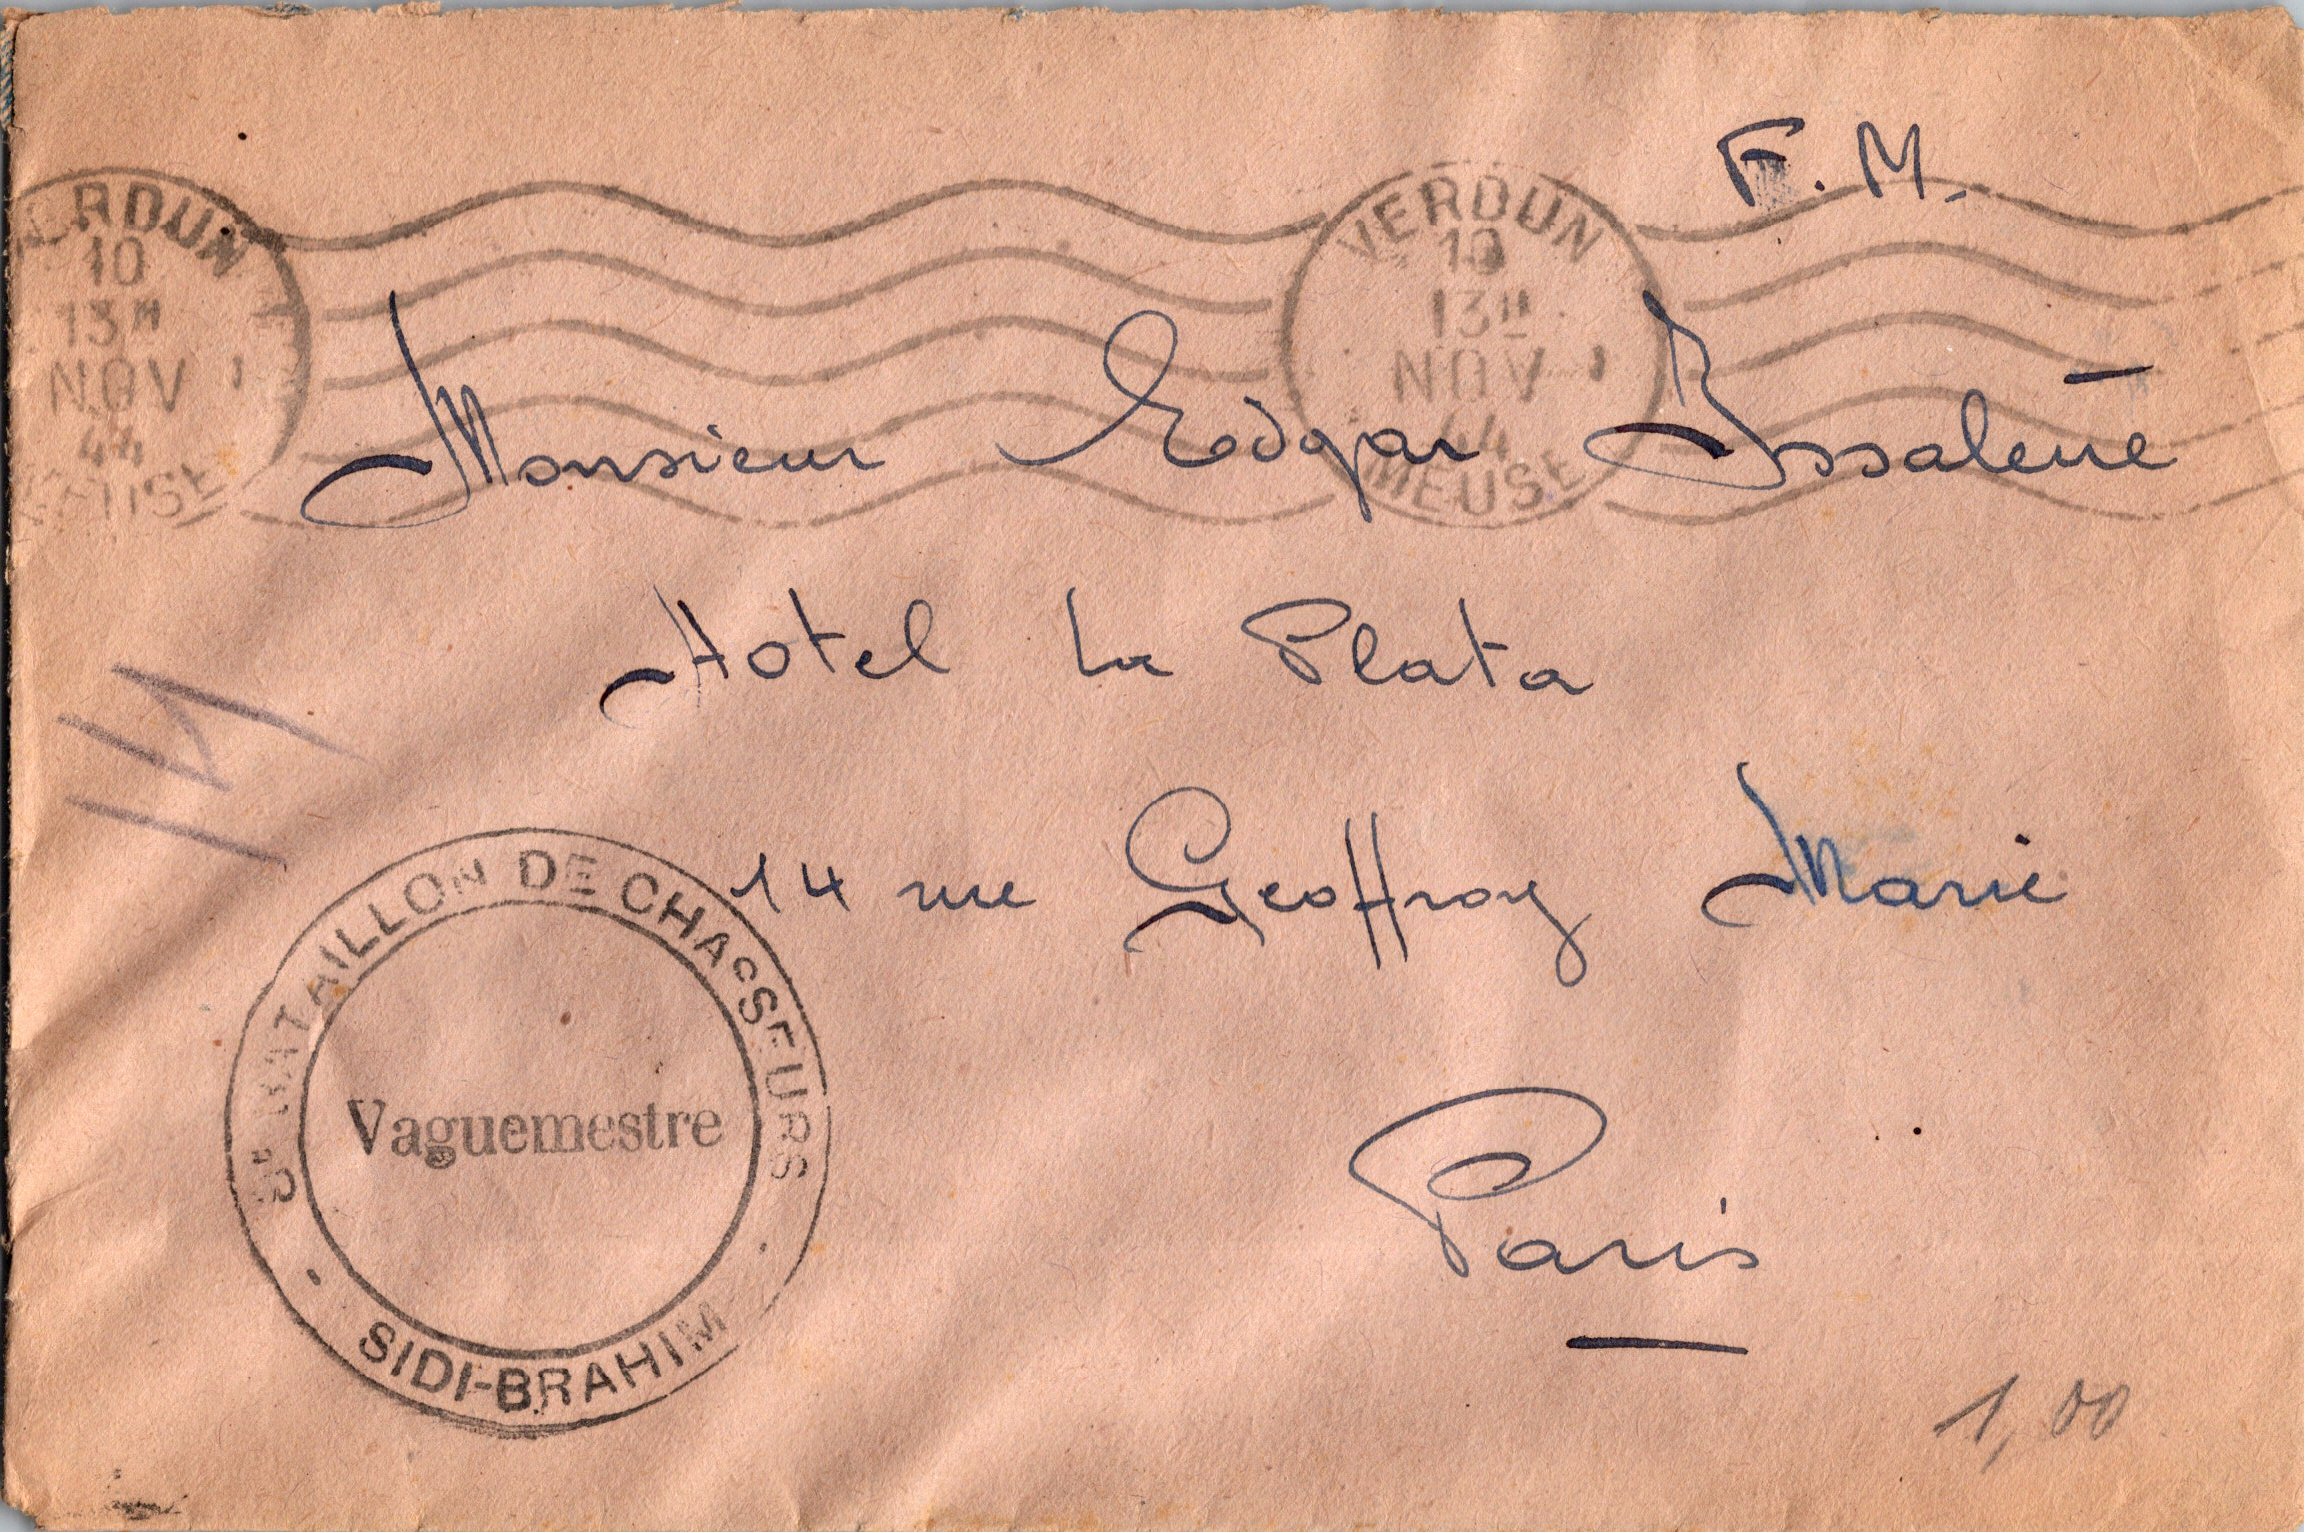 F. M.
VERDUN
10
13H
NOV
44
MEUSE
VERDUN
10
13H
NOV
44
MEUSE
Monsieur Edgar
Hotel La Plata
14 rue Geoffroy Marie
Paris
BATAILLON DE CHASSEURS
Vaguemestre
SIDI-BRAHIM
1,00